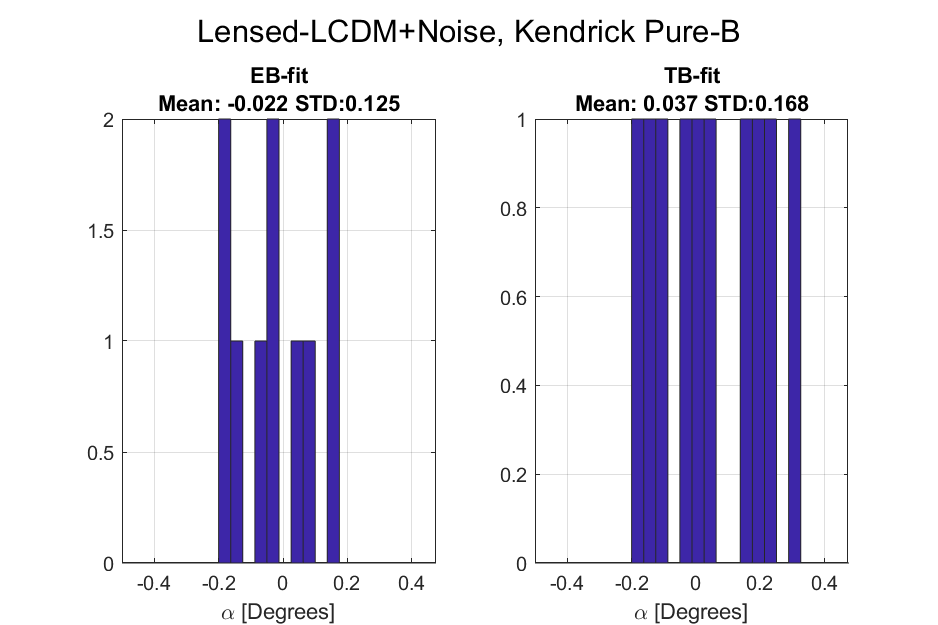 Lensed-LCDM+Noise, Kendrick Pure-B
EB-fit
Mean: -0.022 STD:0.125
2
1.5
1
0.5
0
-0.4 -0.2 0 0.2 0.4
α [Degrees]
TB-fit
Mean: 0.037 STD:0.168
1
0.8
0.6
0.4
0.2
0
-0.4 -0.2 0 0.2 0.4
α [Degrees]